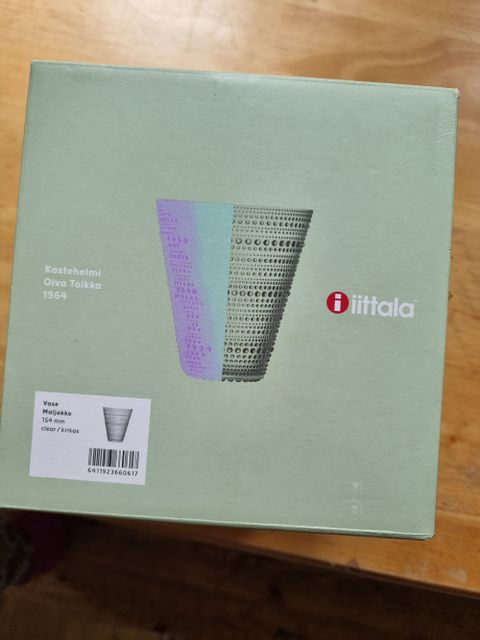 Kastehelmi
Oiva Toikka
1964
i iittala
Vase
Maljakko
154 mm
clear / kirkas
6411923660617